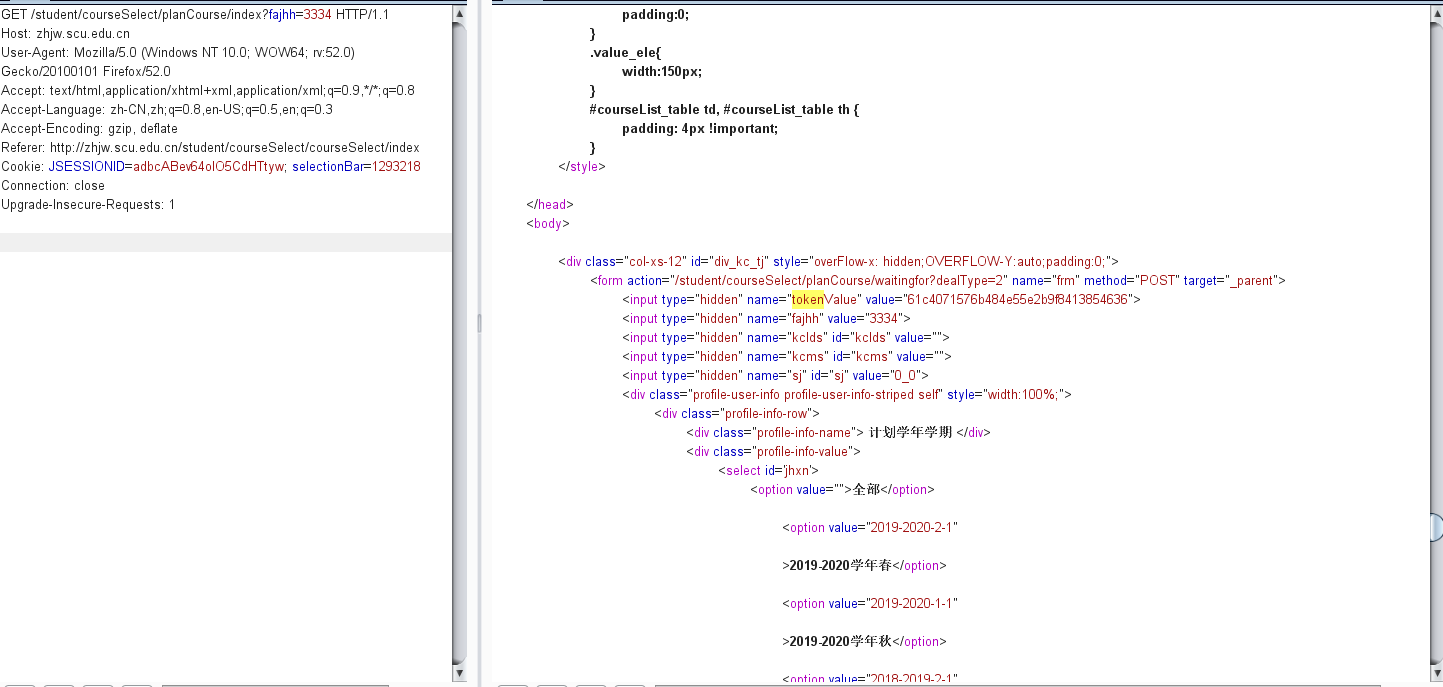 GET /student/courseSelect/planCourse/index?fajhh=3334 HTTP/1.1
Host: zhjw.scu.edu.cn
User-Agent: Mozilla/5.0 (Windows NT 10.0; WOW64; rv:52.0)
Gecko/20100101 Firefox/52.0
Accept: text/html,application/xhtml+xml,application/xml;q=0.9,*/*;q=0.8
Accept-Language: zh-CN,zh;q=0.8,en-US;q=0.5,en;q=0.3
Accept-Encoding: gzip, deflate
Referer: http://zhjw.scu.edu.cn/student/courseSelect/courseSelect/index
Cookie: JSESSIONID=adbcABev64oIO5CdHTtyw; selectionBar=1293218
Connection: close
Upgrade-Insecure-Requests: 1
padding:0;
}
.value_ele{
width:150px;
}
#courseList_table td, #courseList_table th {
padding: 4px !important;
}
</style>
</head>
<body>
<div class="col-xs-12" id="div_kc_tj" style="overFlow-x: hidden;OVERFLOW-Y:auto;padding:0;">
<form action="/student/courseSelect/planCourse/waitingfor?dealType=2" name="frm" method="POST" target="_parent">
<input type="hidden" name="tokenValue" value="61c4071576b484e55e2b9f8413854636">
<input type="hidden" name="fajhh" value="3334">
<input type="hidden" name="kcIds" id="kcIds" value="">
<input type="hidden" name="kcms" id="kcms" value="">
<input type="hidden" name="sj" id="sj" value="0_0">
<div class="profile-user-info profile-user-info-striped self" style="width:100%;">
<div class="profile-info-row">
<div class="profile-info-name"> 计划学年学期 </div>
<div class="profile-info-value">
<select id='jhxn'>
<option value="">全部</option>
<option value="2019-2020-2-1"
>2019-2020学年春</option>
<option value="2019-2020-1-1"
>2019-2020学年秋</option>
<option value="2018-2019-2-1"